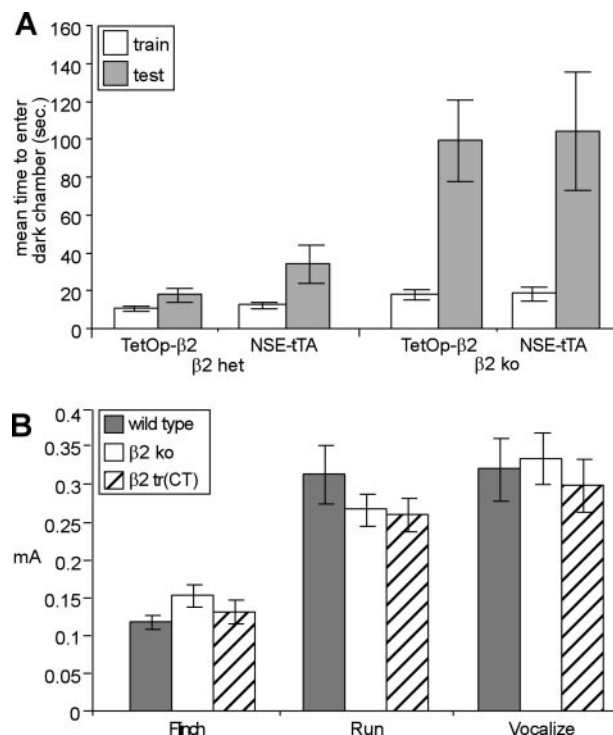 A
train
test
mean time to enter
dark chamber (sec.)
160
140
120
100
80
60
40
20
0
TetOp-β2
NSE-tTA
TetOp-β2
NSE-tTA
β2 het
β2 ko
B
wild type
β2 ko
β2 tr(CT)
mA
0.4
0.35
0.3
0.25
0.2
0.15
0.1
0.05
0
Flinch
Run
Vocalize